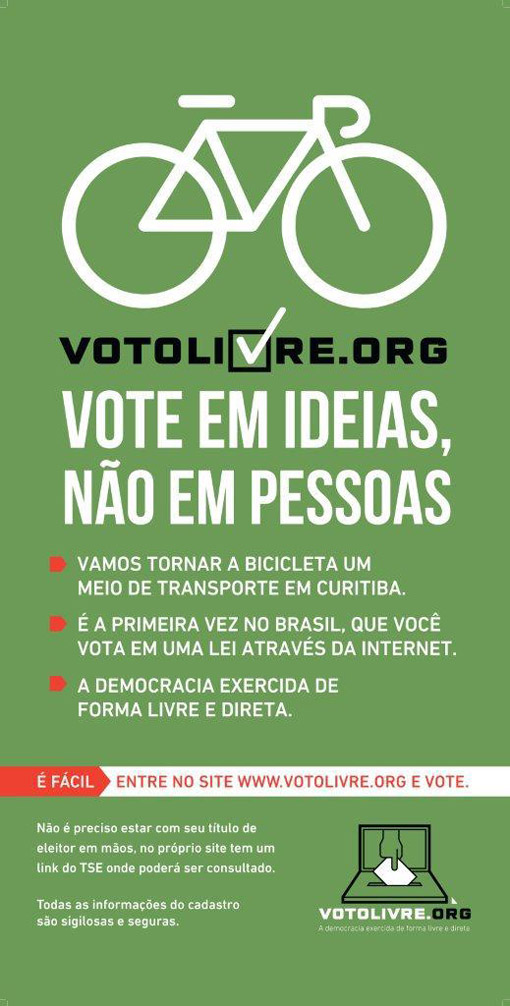 VOTOLIVRE.ORG
VOTE EM IDEIAS,
NÃO EM PESSOAS
VAMOS TORNAR A BICICLETA UM
MEIO DE TRANSPORTE EM CURITIBA.
É A PRIMEIRA VEZ NO BRASIL, QUE VOCÊ
VOTA EM UMA LEI ATRAVÉS DA INTERNET.
A DEMOCRACIA EXERCIDA DE
FORMA LIVRE E DIRETA.
É FÁCIL ENTRE NO SITE WWW.VOTOLIVRE.ORG E VOTE.
Não é preciso estar com seu título de
eleitor em mãos, no próprio site tem um
link do TSE onde poderá ser consultado.
Todas as informações do cadastro
são sigilosas e seguras.
VOTOLIVRE.ORG
A democracia exercida de forma livre e direta